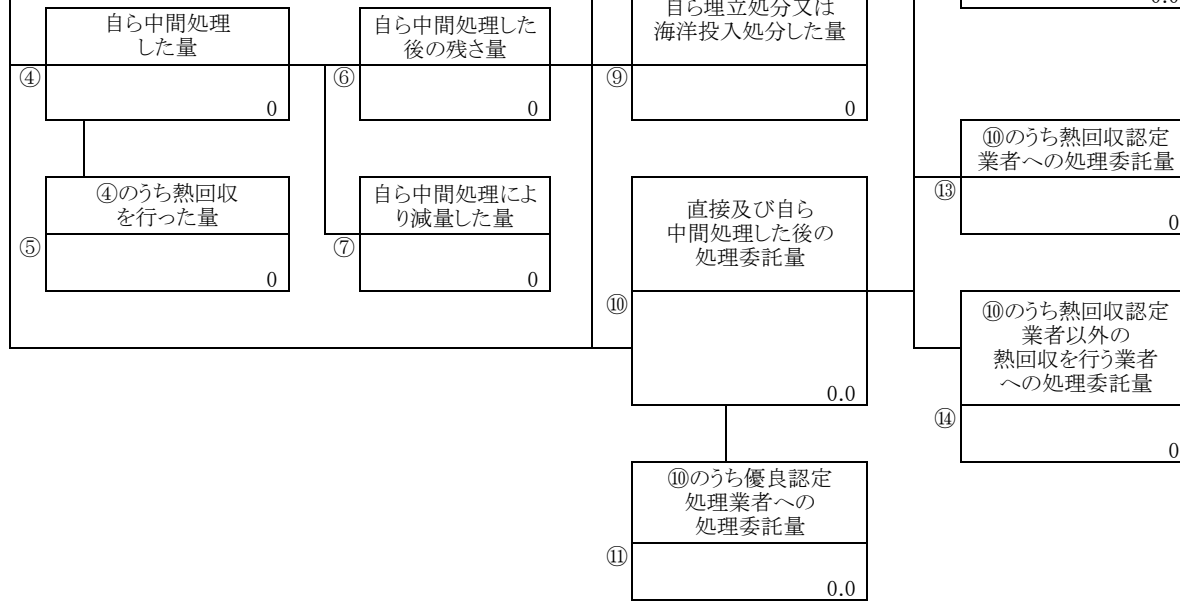 自ら中間処理
した量
④
0
自ら中間処理した
後の残さ量
⑥
0
自ら埋立処分又は
海洋投入処分した量
⑨
0
0.0
④のうち熱回収
を行った量
⑤
0
自ら中間処理によ
り減量した量
⑦
0
直接及び自ら
中間処理した後の
処理委託量
⑩
0.0
⑩のうち熱回収認定
業者への処理委託量
⑬
0
⑩のうち熱回収認定
業者以外の
熱回収を行う業者
への処理委託量
⑭
0
⑩のうち優良認定
処理業者への
処理委託量
⑪
0.0